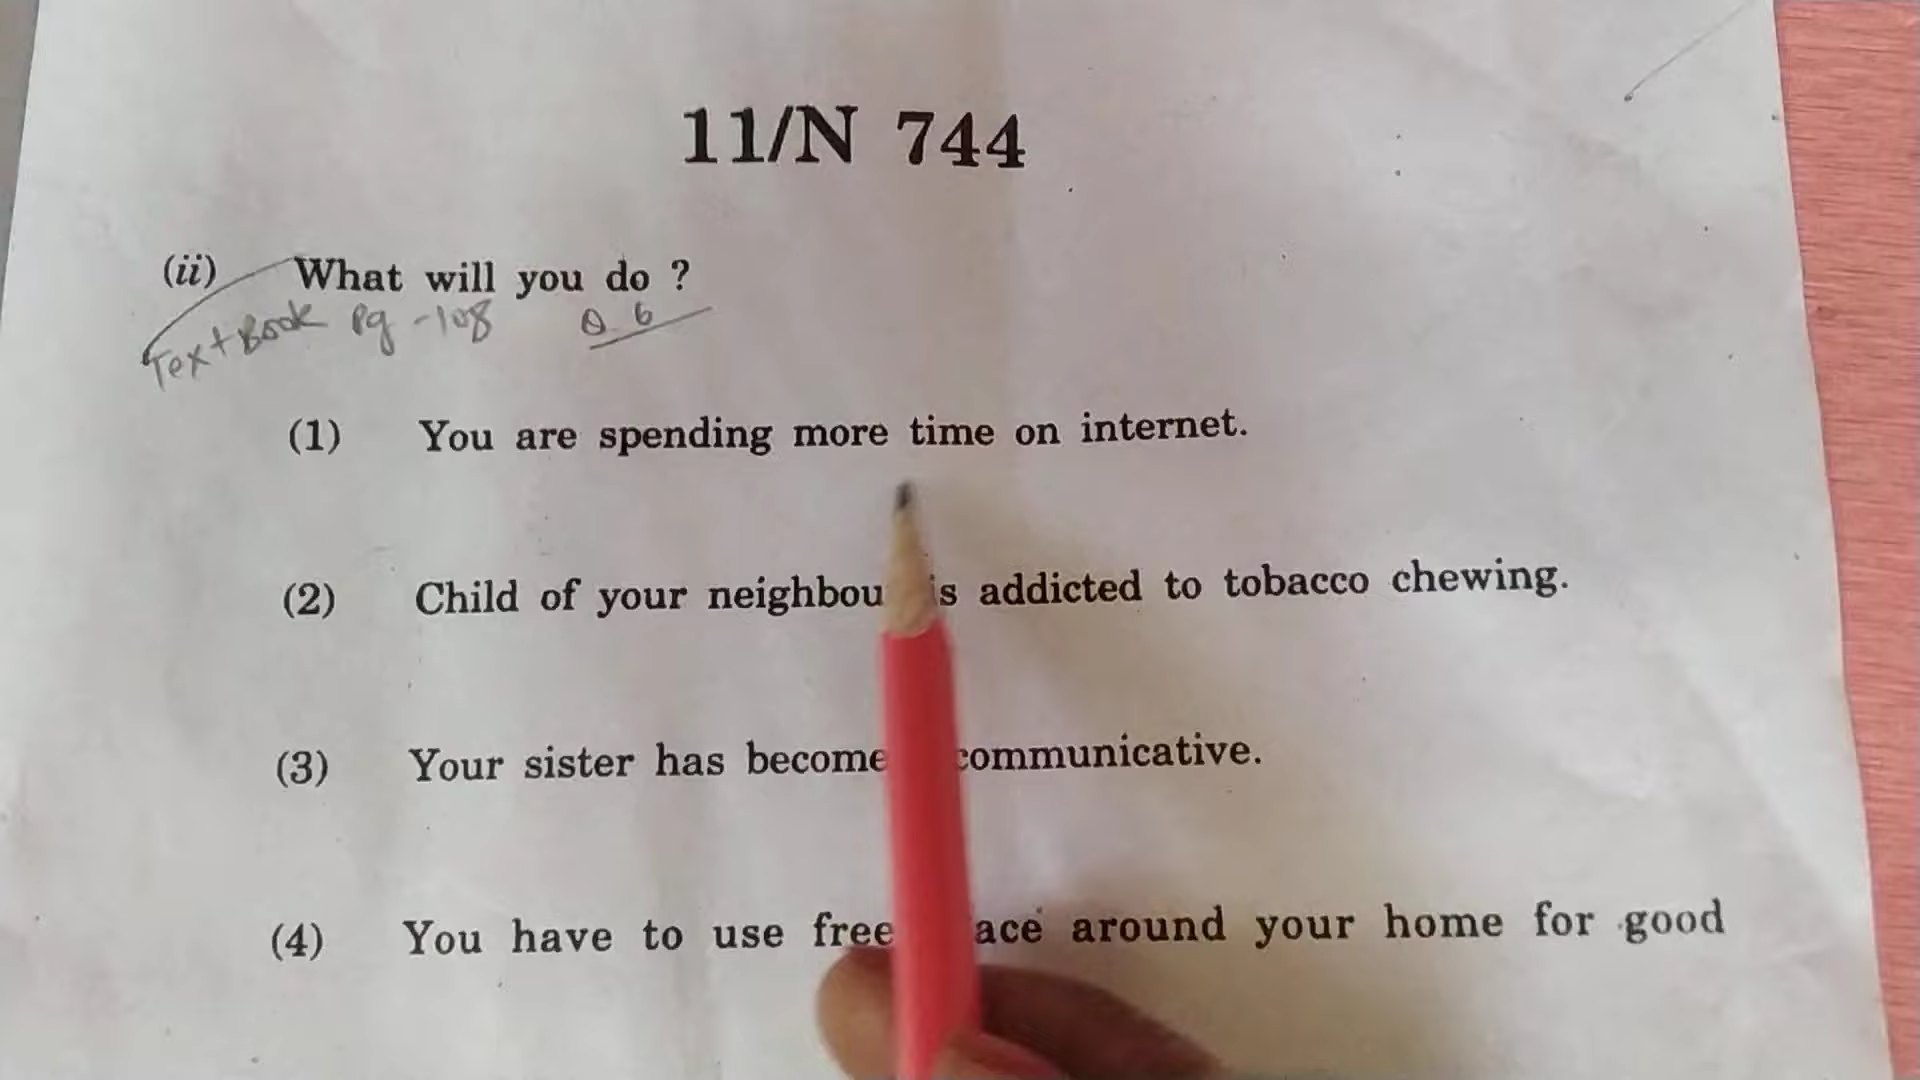 11/N 744
(ii) What will you do ?
Text Book Pg - 108 Q. 6
(1) You are spending more time on internet.
(2) Child of your neighbou is addicted to tobacco chewing.
(3) Your sister has become communicative.
(4) You have to use free ace around your home for good